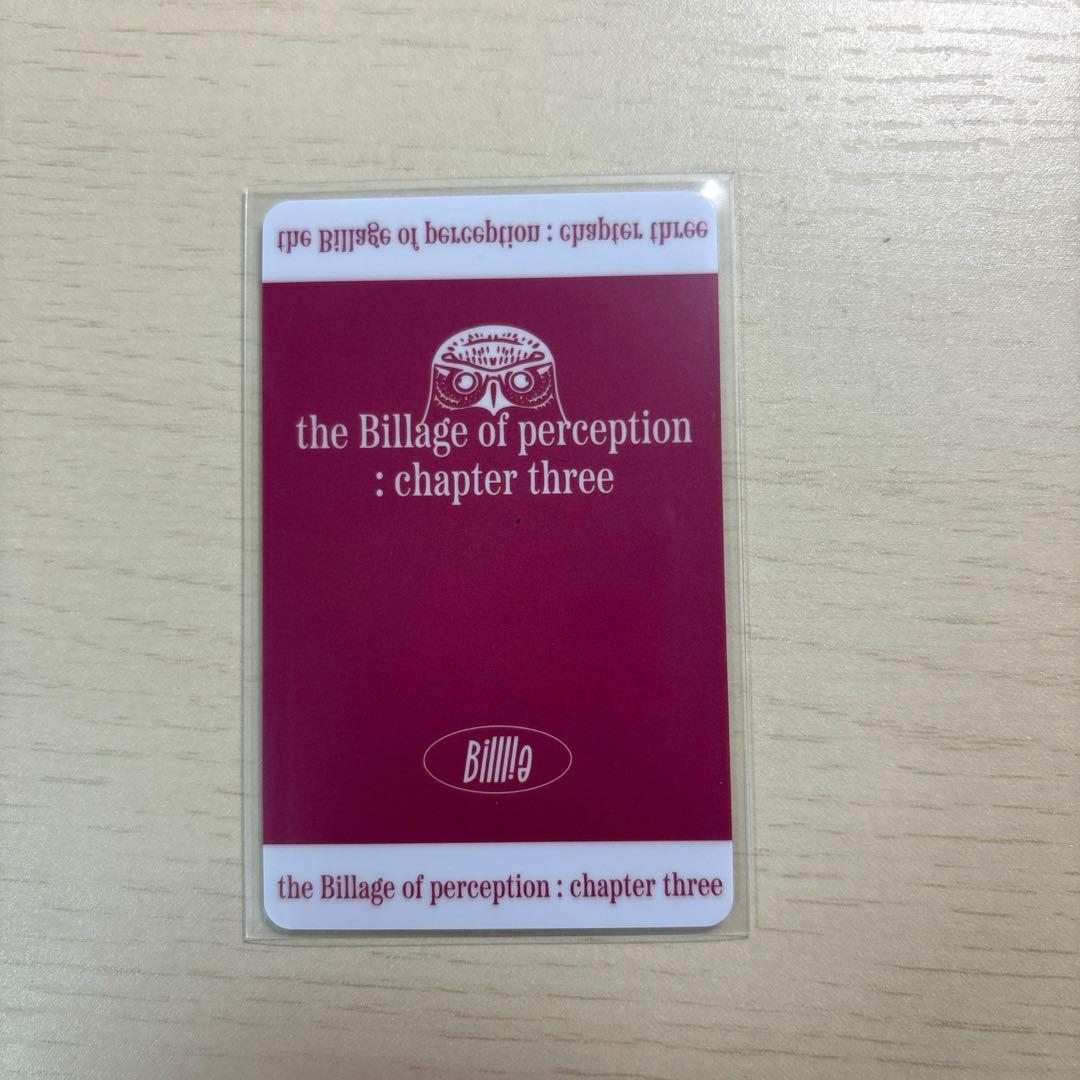 the Billage of perception : chapter three
the Billage of perception
: chapter three
Billlie
the Billage of perception : chapter three